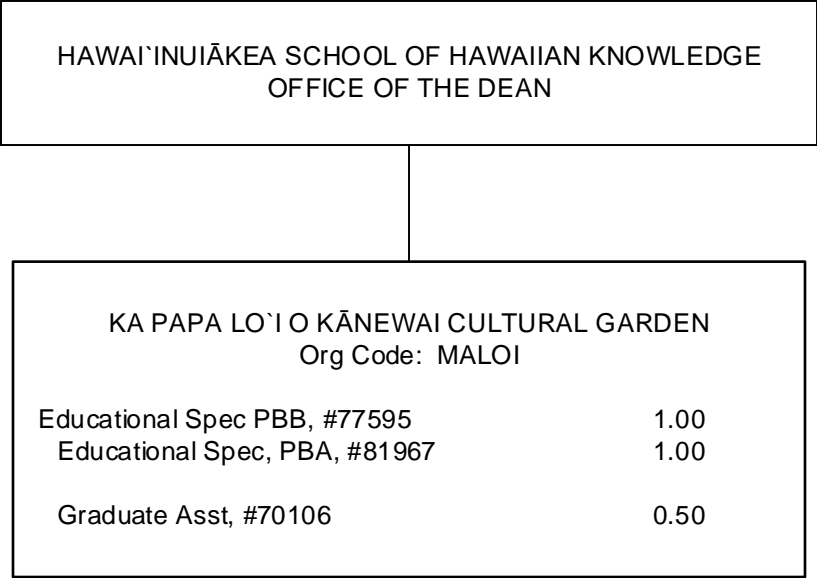 HAWAI`INUIĀKEA SCHOOL OF HAWAIIAN KNOWLEDGE
OFFICE OF THE DEAN
KA PAPA LO`I O KĀNEWAI CULTURAL GARDEN
Org Code: MALOI
Educational Spec PBB, #77595 1.00
Educational Spec, PBA, #81967 1.00
Graduate Asst, #70106 0.50